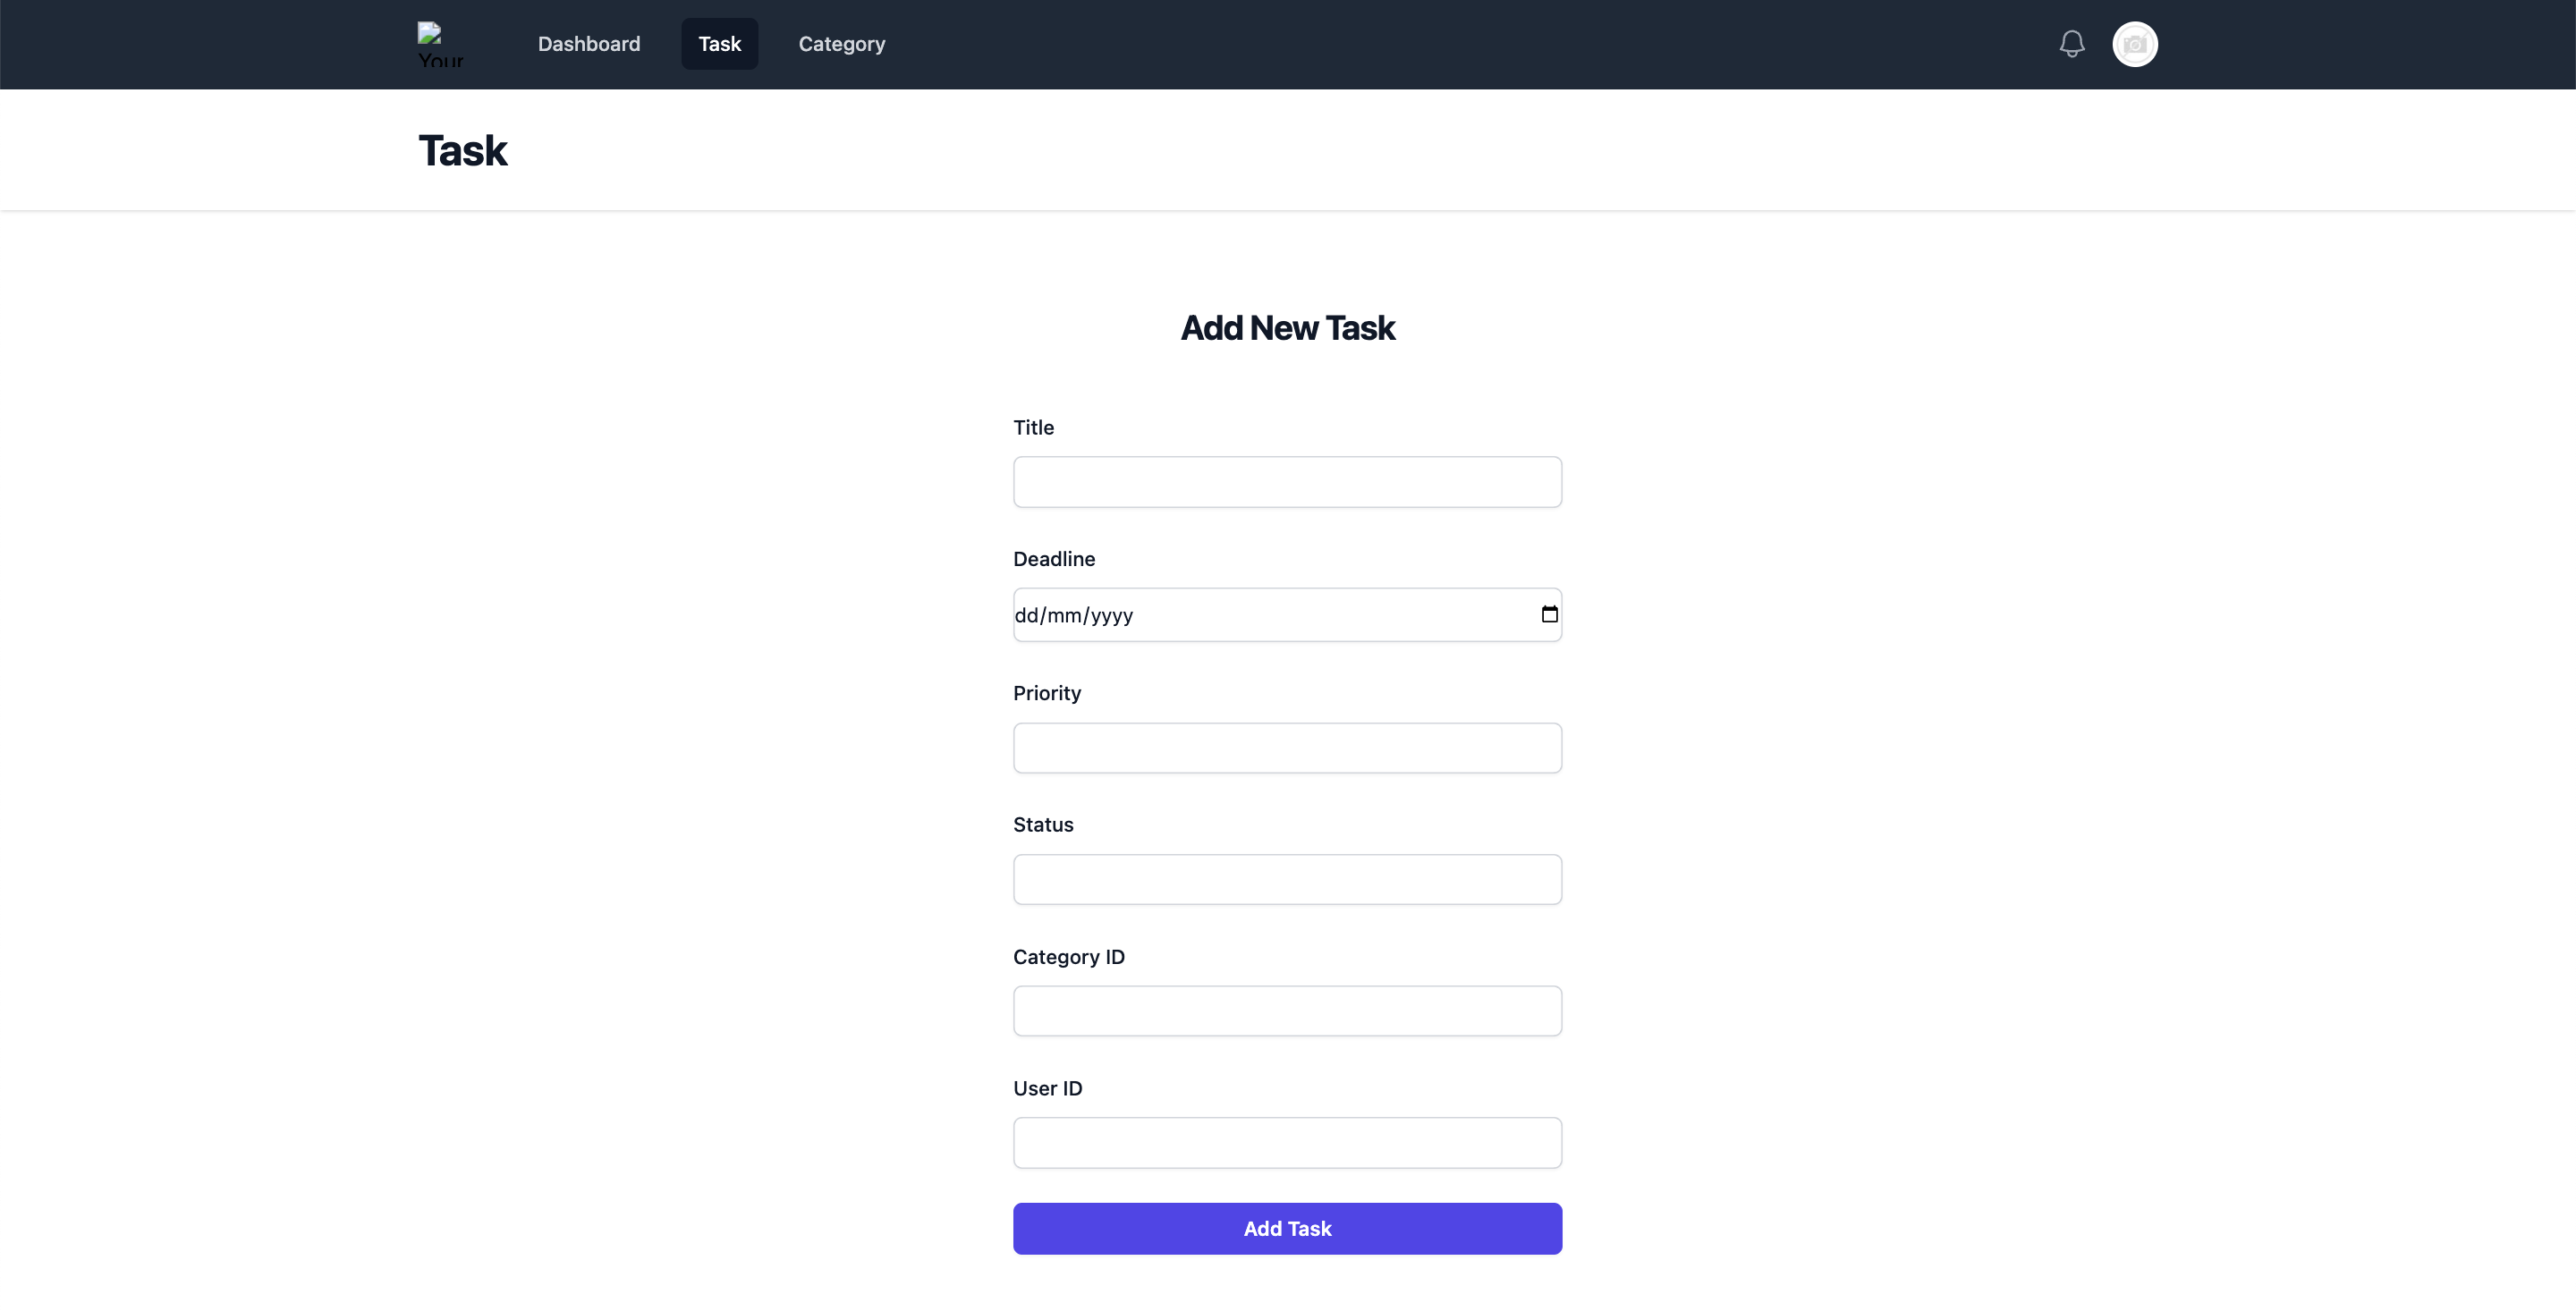 Your
Dashboard
Task
Category
Task
Add New Task
Title
Deadline
dd/mm/yyyy
Priority
Status
Category ID
User ID
Add Task